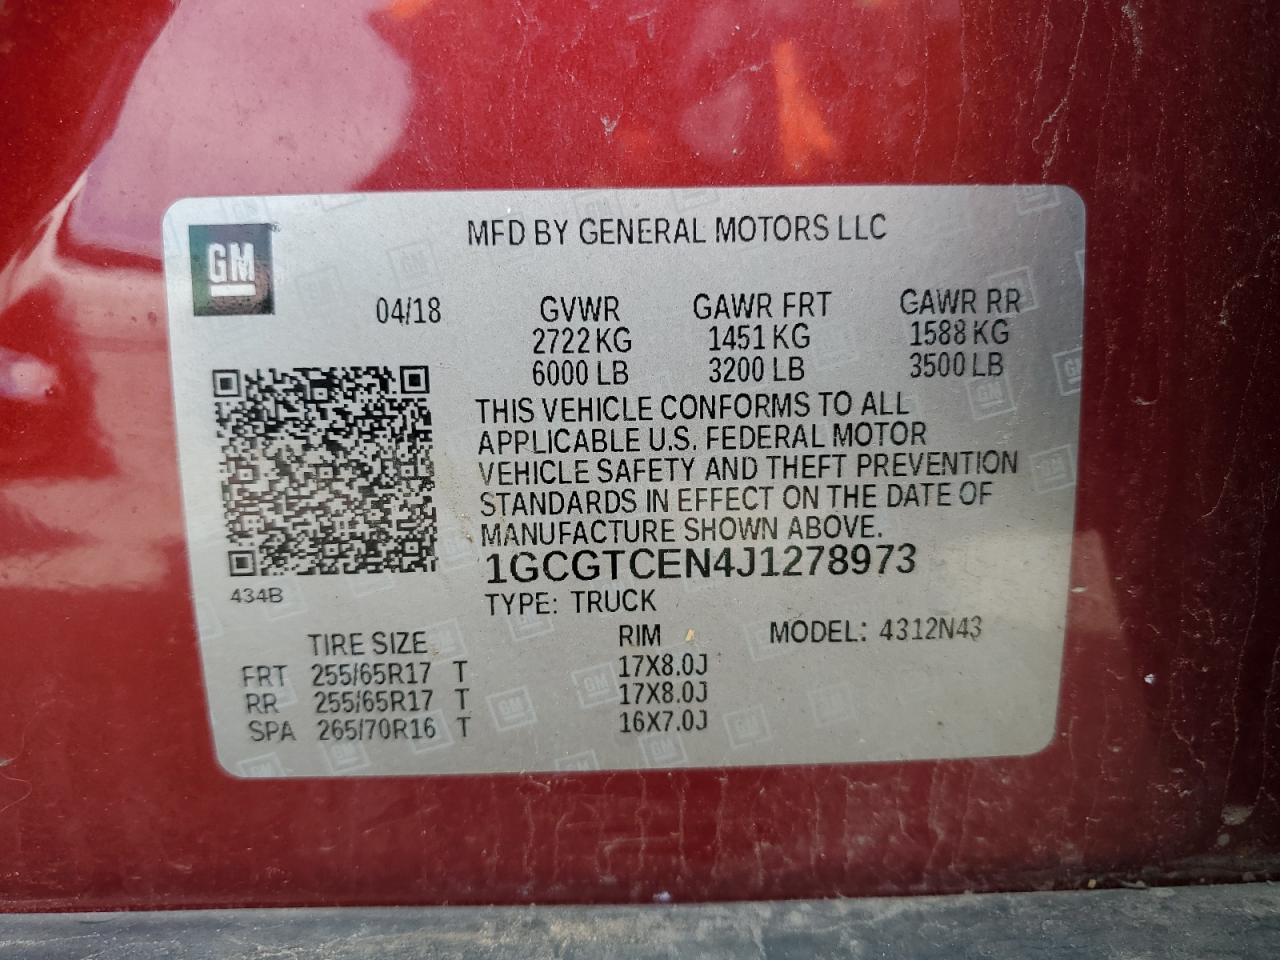 GM
MFD BY GENERAL MOTORS LLC
04/18 GVWR GAWR FRT GAWR RR
2722 KG 1451 KG 1588 KG
6000 LB 3200 LB 3500 LB
THIS VEHICLE CONFORMS TO ALL
APPLICABLE U.S. FEDERAL MOTOR
VEHICLE SAFETY AND THEFT PREVENTION
STANDARDS IN EFFECT ON THE DATE OF
MANUFACTURE SHOWN ABOVE.
1GCGTCEN4J1278973
434B
TYPE: TRUCK
TIRE SIZE RIM MODEL: 4312N43
FRT 255/65R17 T 17X8.0J
RR 255/65R17 T 17X8.0J
SPA 265/70R16 T 16X7.0J